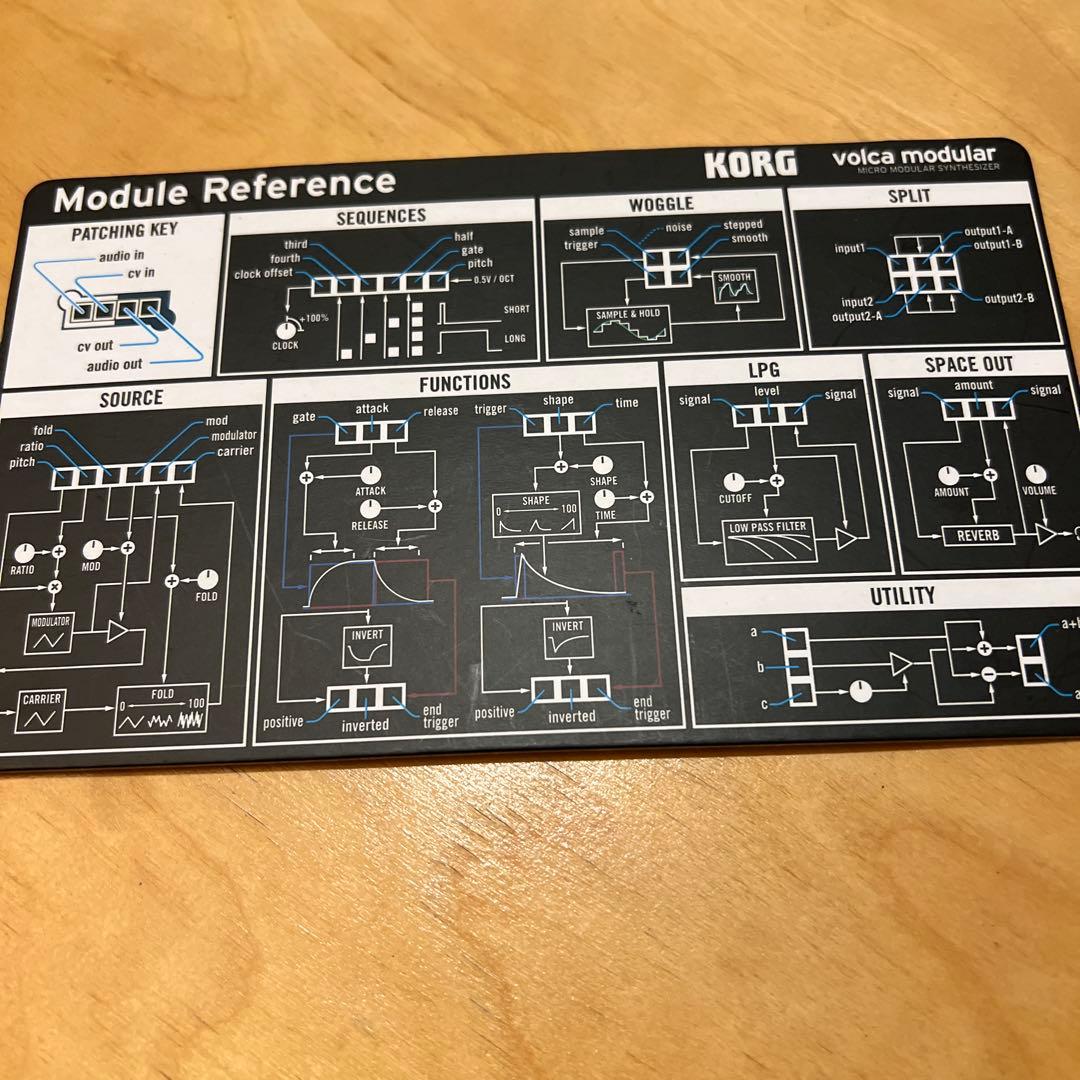 Module Reference
KORG
volca modular
MICRO MODULAR SYNTHESIZER
PATCHING KEY
audio in
cv in
cv out
audio out
SEQUENCES
third
fourth
clock offset
half
gate
pitch
0.5V / OCT
+100%
CLOCK
SHORT
LONG
WOGGLE
sample
trigger
noise
stepped
smooth
SMOOTH
SAMPLE & HOLD
SPLIT
input1
output1-A
output1-B
input2
output2-A
output2-B
SOURCE
fold
ratio
pitch
mod
modulator
carrier
RATIO
MOD
FOLD
MODULATOR
CARRIER
FOLD
0 100
FUNCTIONS
gate
attack
release
ATTACK
RELEASE
INVERT
positive
inverted
end
trigger
trigger
shape
time
SHAPE
TIME
SHAPE
0 100
INVERT
positive
inverted
end
trigger
LPG
signal
level
signal
CUTOFF
LOW PASS FILTER
SPACE OUT
signal
amount
signal
AMOUNT
VOLUME
REVERB
UTILITY
a
b
c